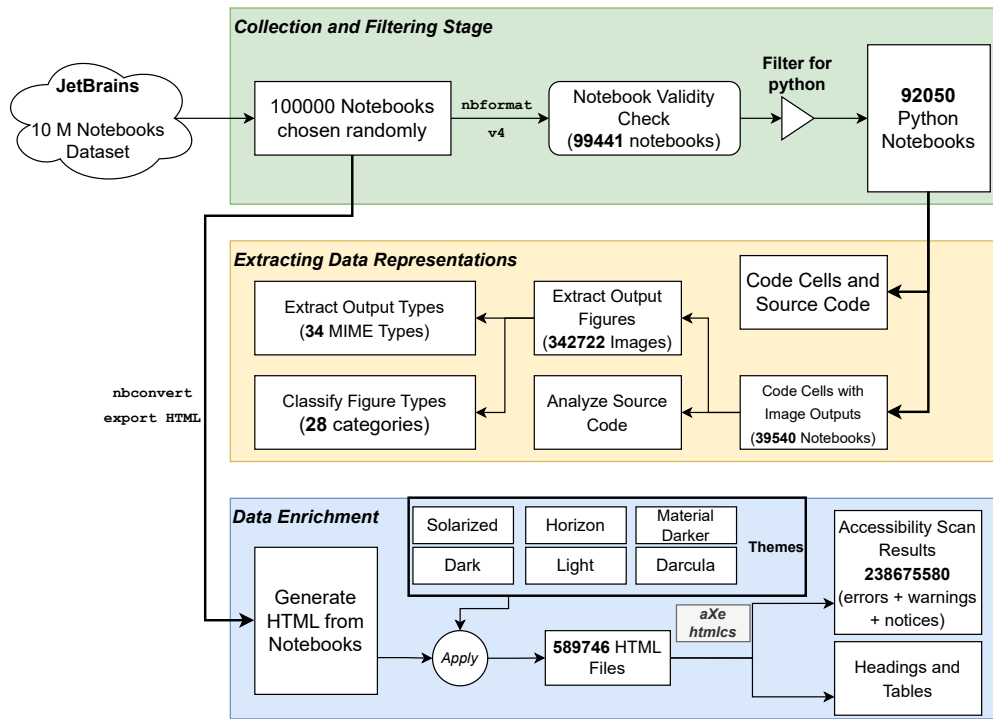 Collection and Filtering Stage
JetBrains
10 M Notebooks
Dataset
100000 Notebooks
chosen randomly
nbformat
v4
Notebook Validity
Check
(99441 notebooks)
Filter for
python
92050
Python
Notebooks
Extracting Data Representations
Extract Output Types
(34 MIME Types)
Extract Output
Figures
(342722 Images)
Code Cells and
Source Code
Classify Figure Types
(28 categories)
Analyze Source
Code
Code Cells with
Image Outputs
(39540 Notebooks)
nbconvert
export HTML
Data Enrichment
Solarized
Horizon
Material
Darker
Dark
Light
Darcula
Themes
Generate
HTML from
Notebooks
Apply
589746 HTML
Files
aXe
htmlcs
Accessibility Scan
Results
238675580
(errors + warnings
+ notices)
Headings and
Tables